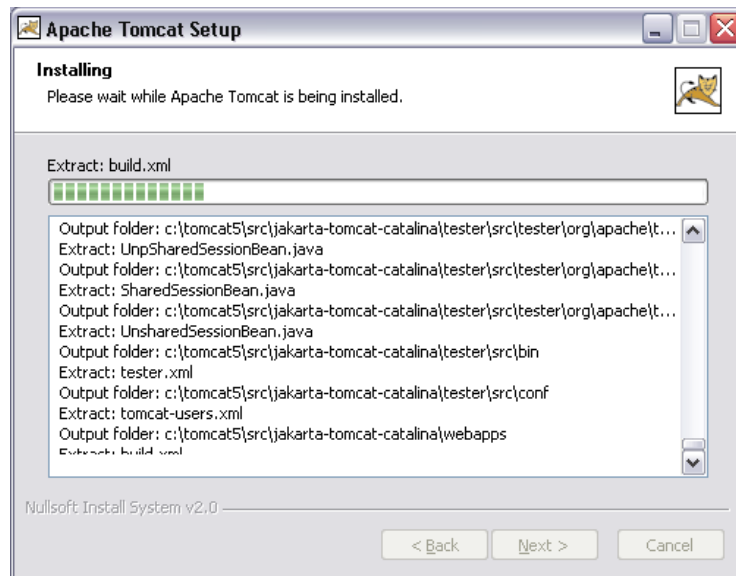 Apache Tomcat Setup
Installing
Please wait while Apache Tomcat is being installed.
Extract: build.xml
Output folder: c:\tomcat5\src\jakarta-tomcat-catalina\tester\src\tester\org\apache\t...
Extract: UnpSharedSessionBean.java
Output folder: c:\tomcat5\src\jakarta-tomcat-catalina\tester\src\tester\org\apache\t...
Extract: SharedSessionBean.java
Output folder: c:\tomcat5\src\jakarta-tomcat-catalina\tester\src\tester\org\apache\t...
Extract: UnsharedSessionBean.java
Output folder: c:\tomcat5\src\jakarta-tomcat-catalina\tester\src\bin
Extract: tester.xml
Output folder: c:\tomcat5\src\jakarta-tomcat-catalina\tester\src\conf
Extract: tomcat-users.xml
Output folder: c:\tomcat5\src\jakarta-tomcat-catalina\webapps
Extract: build.xml
Nullsoft Install System v2.0
< Back Next > Cancel